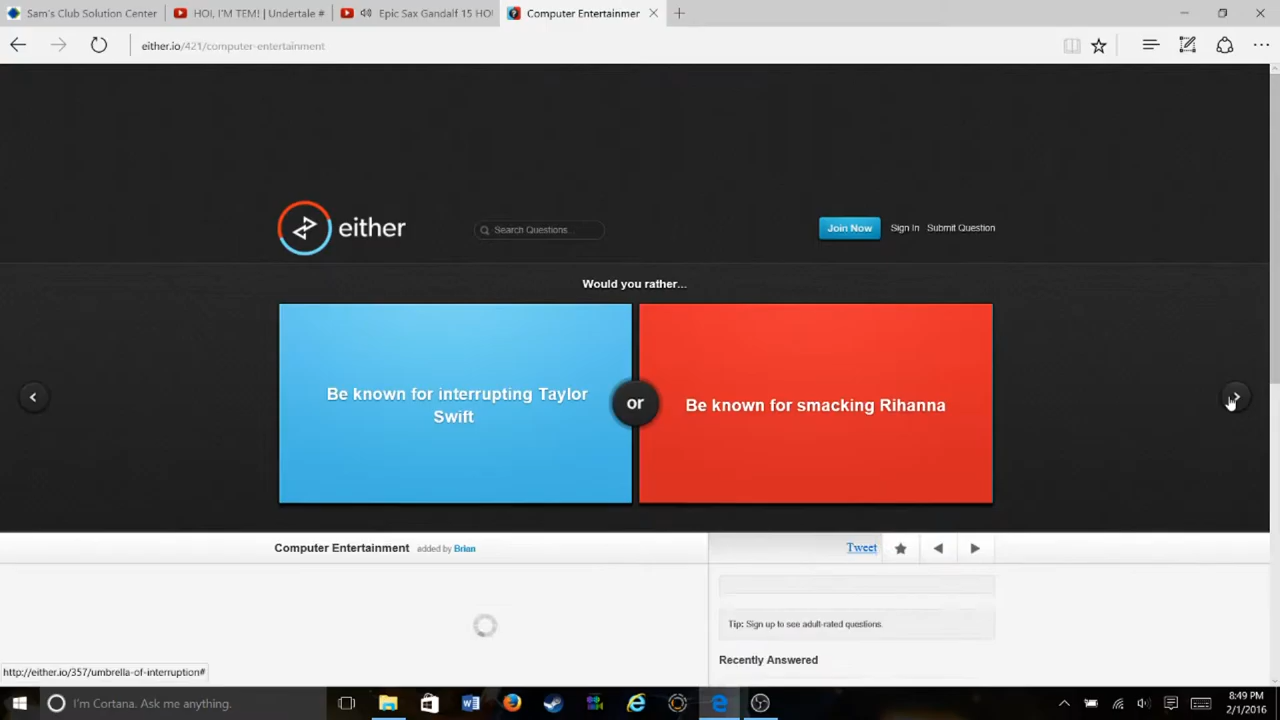 Sam's Club Solution Center
HOI, I'M TEM! | Undertale #
Epic Sax Gandalf 15 HOI
Computer Entertainmer
either.io/421/computer-entertainment
either
Search Questions...
Join Now
Sign In
Submit Question
Would you rather...
Be known for interrupting Taylor
Swift
or
Be known for smacking Rihanna
Computer Entertainment added by Brian
Tweet
Tip: Sign up to see adult-rated questions.
Recently Answered
http://either.io/357/umbrella-of-interruption#
I'm Cortana. Ask me anything.
8:49 PM
2/1/2016